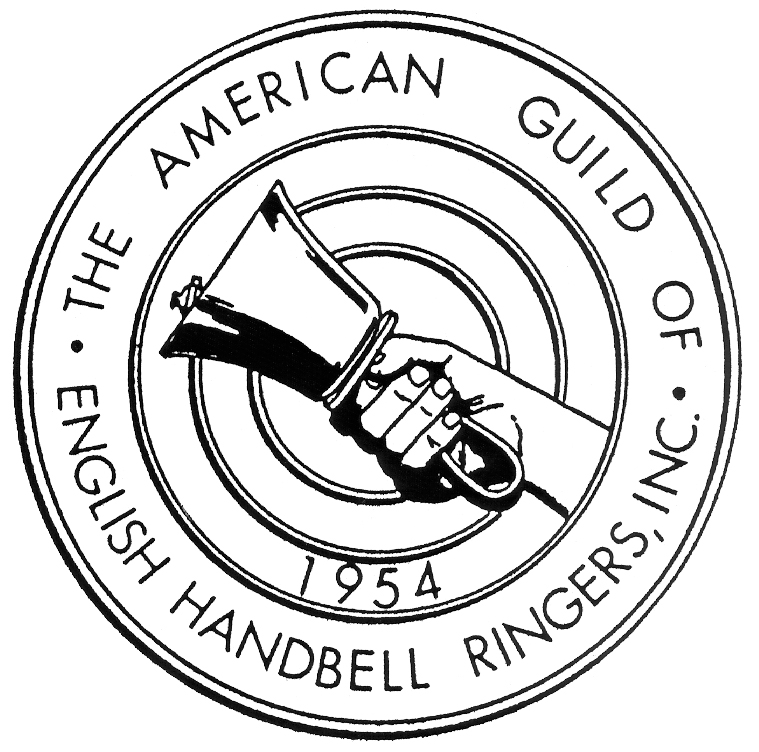 • THE AMERICAN GUILD OF •
ENGLISH HANDBELL RINGERS, INC.
1954